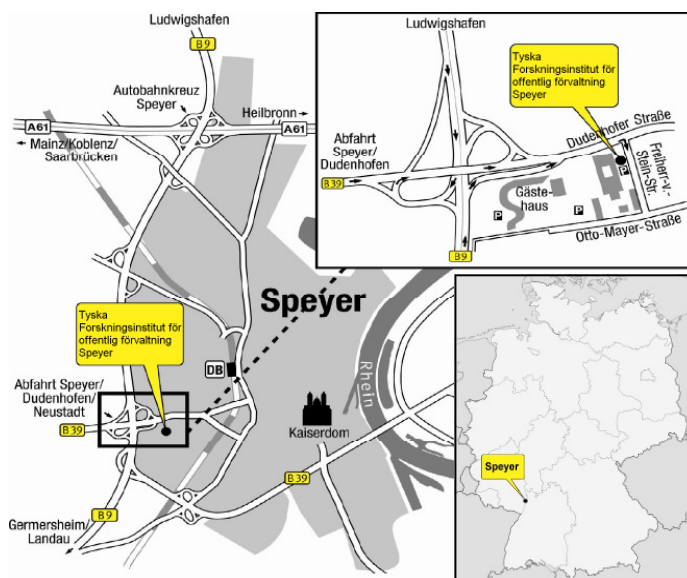 Ludwigshafen
B9
Autobahnkreuz
Speyer
Heilbronn
A61
A61
Mainz/Koblenz/
Saarbrücken
Speyer
Tyska
Forskningsinstitut för
offentlig förvaltning
Speyer
DB
Abfahrt Speyer/
Dudenhofen/
Neustadt
B39
Kaiserdom
Rhein
B39
B9
Germersheim/
Landau
Ludwigshafen
Tyska
Forskningsinstitut för
offentlig förvaltning
Speyer
Abfahrt
Speyer/
Dudenhofen
B39
Dudenhofer Straße
Freiherr-v.-
Stein-Str.
P
Gäste-
haus
P
P
P
Otto-Mayer-Straße
B9
Speyer